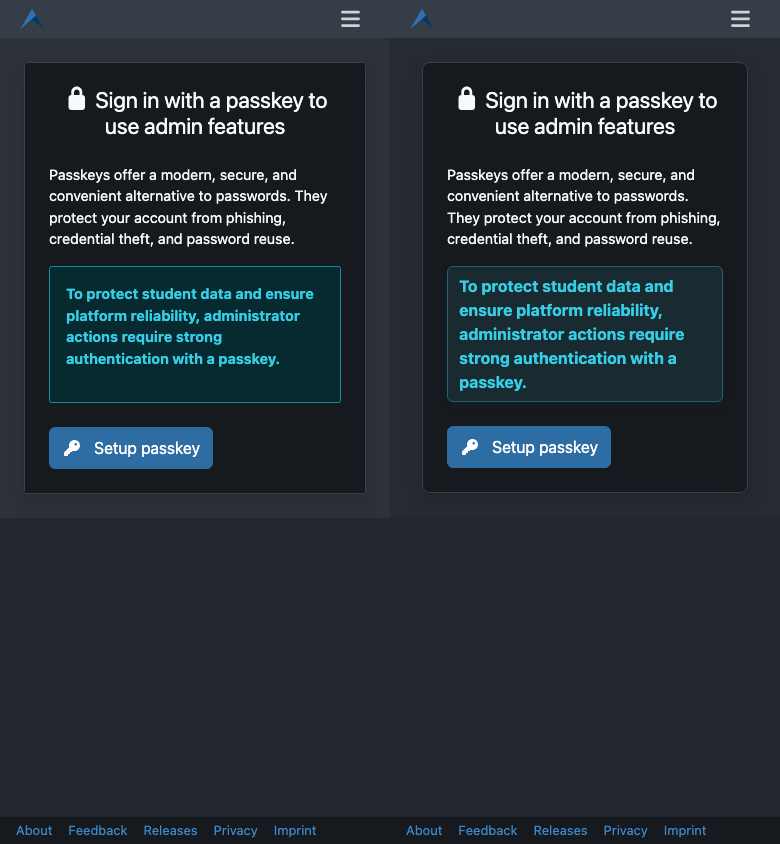 Sign in with a passkey to
use admin features
Passkeys offer a modern, secure, and
convenient alternative to passwords. They
protect your account from phishing,
credential theft, and password reuse.
To protect student data and ensure
platform reliability, administrator
actions require strong
authentication with a passkey.
Setup passkey
About Feedback Releases Privacy Imprint
Sign in with a passkey to
use admin features
Passkeys offer a modern, secure, and
convenient alternative to passwords.
They protect your account from phishing,
credential theft, and password reuse.
To protect student data and
ensure platform reliability,
administrator actions require
strong authentication with a
passkey.
Setup passkey
About Feedback Releases Privacy Imprint